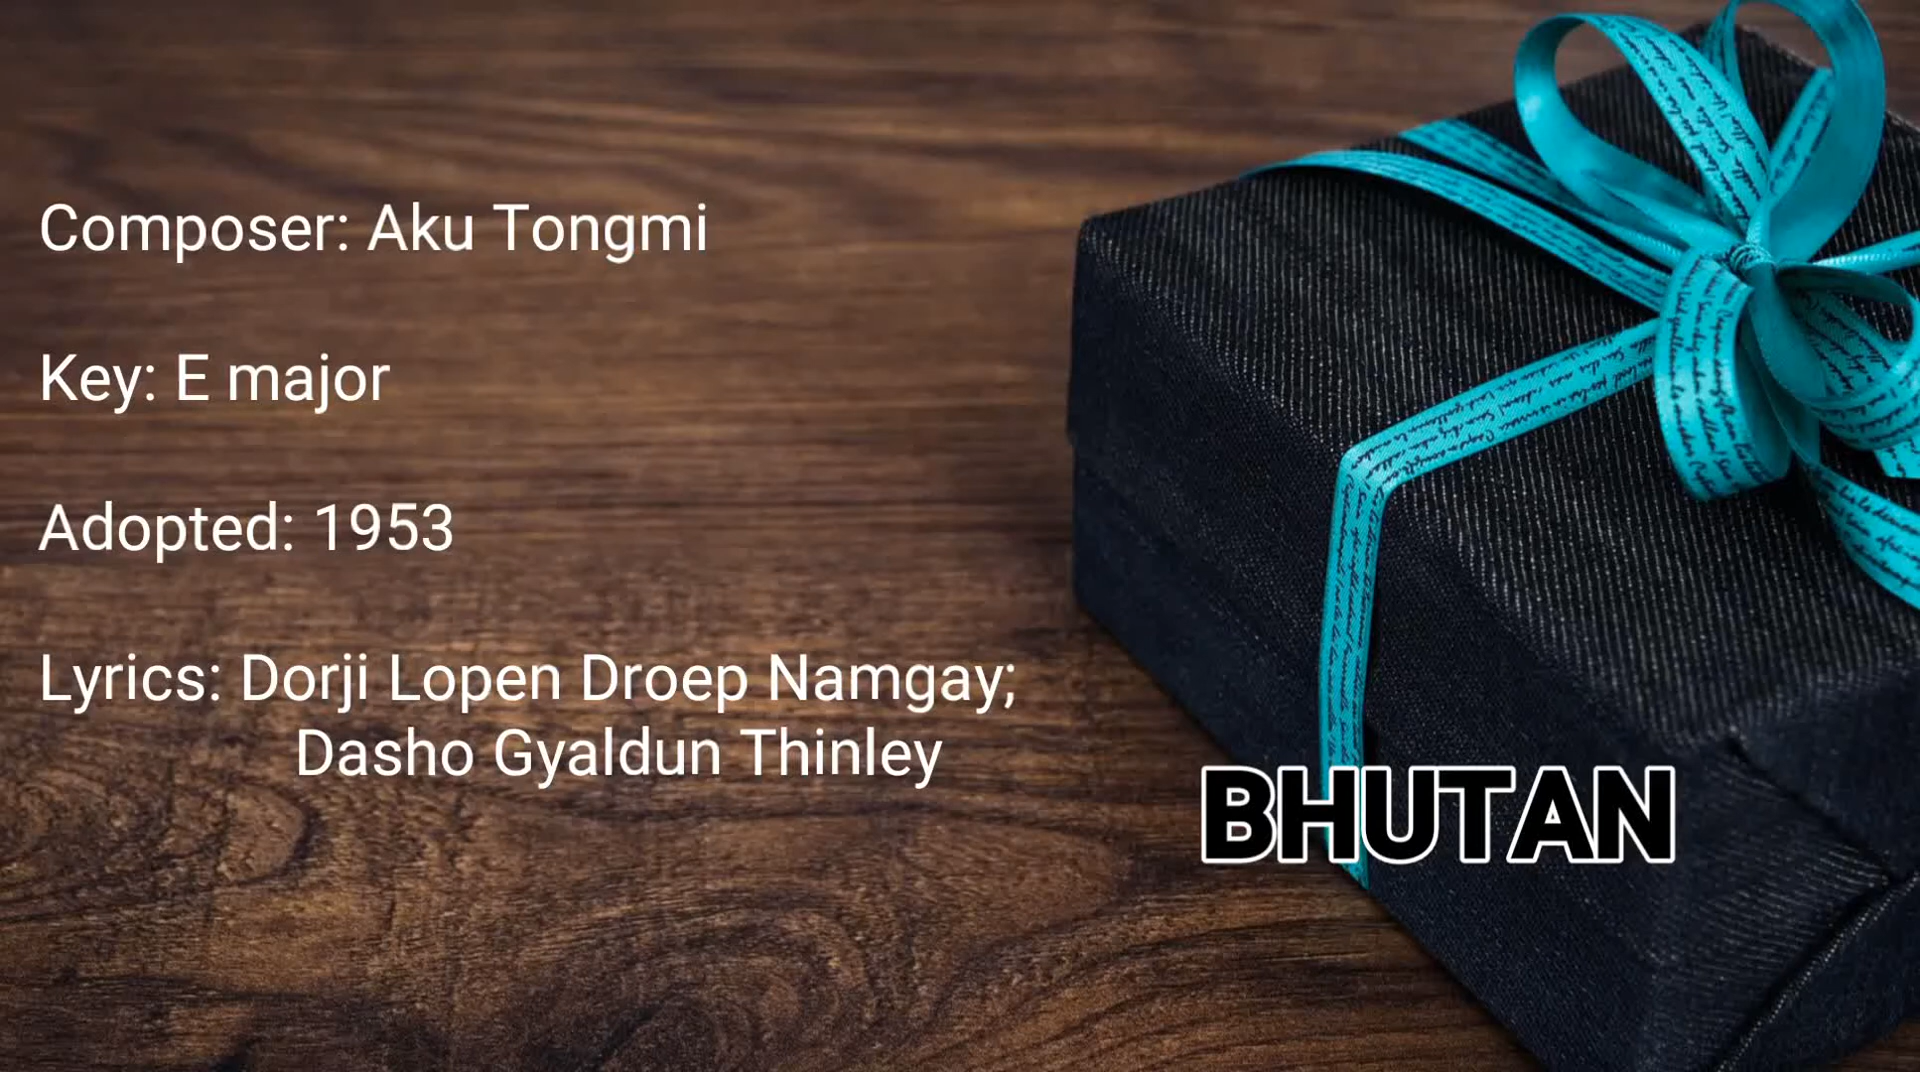 Composer: Aku Tongmi
Key: E major
Adopted: 1953
Lyrics: Dorji Lopen Droep Namgay;
Dasho Gyaldun Thinley
BHUTAN